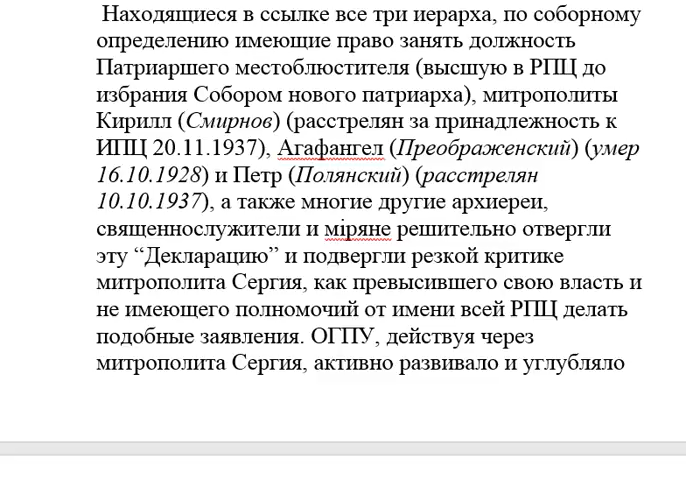 Находящиеся в ссылке все три иерарха, по соборному
определению имеющие право занять должность
Патриаршего местоблюстителя (высшую в РПЦ до
избрания Собором нового патриарха), митрополиты
Кирилл (Смирнов) (расстрелян за принадлежность к
ИПЦ 20.11.1937), Агафангел (Преображенский) (умер
16.10.1928) и Петр (Полянский) (расстрелян
10.10.1937), а также многие другие архиереи,
священнослужители и мiряне решительно отвергли
эту “Декларацию” и подвергли резкой критике
митрополита Сергия, как превысившего свою власть и
не имеющего полномочий от имени всей РПЦ делать
подобные заявления. ОГПУ, действуя через
митрополита Сергия, активно развивало и углубляло